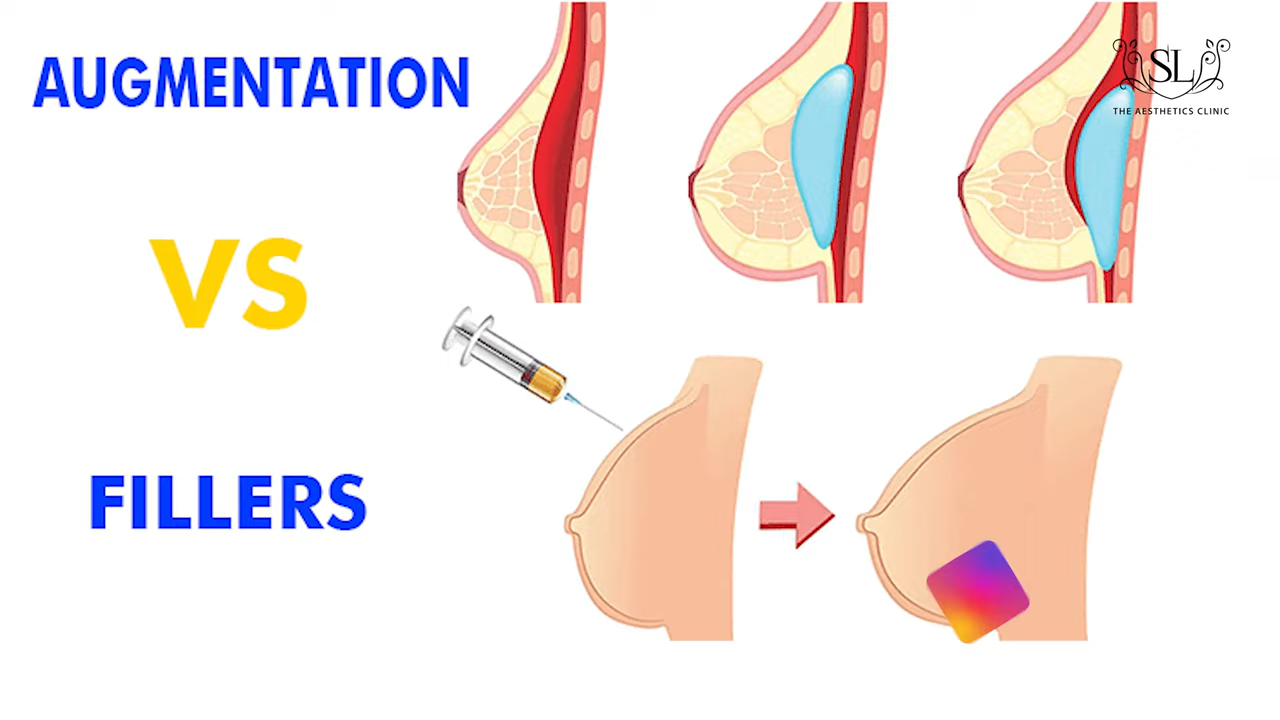 AUGMENTATION
SL
THE AESTHETICS CLINIC
VS
FILLERS